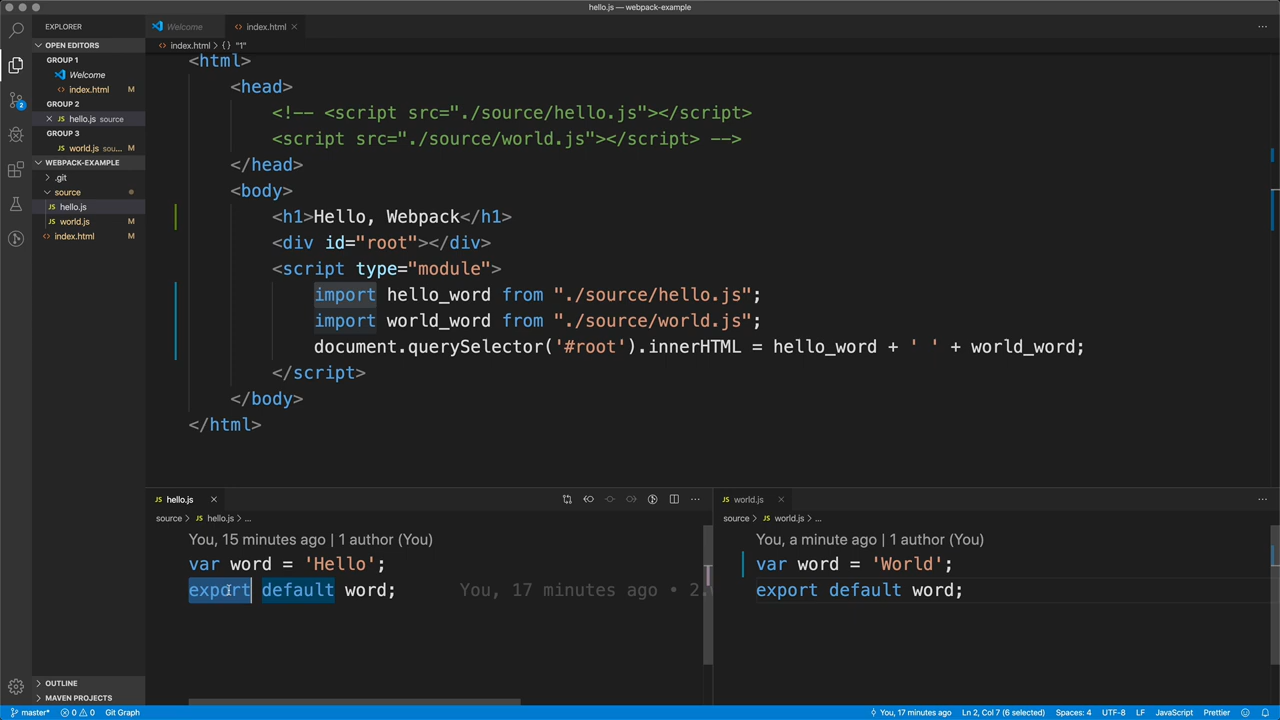 hello.js — webpack-example
EXPLORER
OPEN EDITORS
GROUP 1
Welcome
index.html M
GROUP 2
hello.js source
GROUP 3
world.js sou... M
WEBPACK-EXAMPLE
.git
source
hello.js
world.js M
index.html M
OUTLINE
MAVEN PROJECTS
2
Welcome
index.html
index.html > {} "1"
<html>
<head>
<!-- <script src="./source/hello.js"></script>
<script src="./source/world.js"></script> -->
</head>
<body>
<h1>Hello, Webpack</h1>
<div id="root"></div>
<script type="module">
import hello_word from "./source/hello.js";
import world_word from "./source/world.js";
document.querySelector('#root').innerHTML = hello_word + ' ' + world_word;
</script>
</body>
</html>
JS hello.js
source > JS hello.js > ...
You, 15 minutes ago | 1 author (You)
var word = 'Hello';
export default word; You, 17 minutes ago • 2.
JS world.js
source > JS world.js > ...
You, a minute ago | 1 author (You)
var word = 'World';
export default word;
master* 0 0 Git Graph You, 17 minutes ago Ln 2, Col 7 (6 selected) Spaces: 4 UTF-8 LF JavaScript Prettier